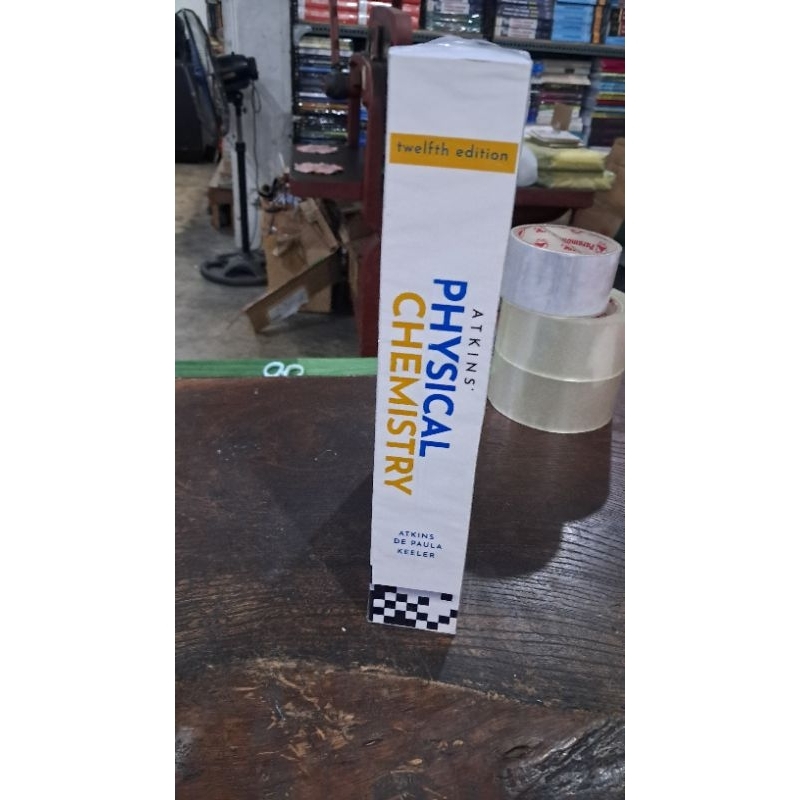 twelfth edition
ATKINS'
PHYSICAL
CHEMISTRY
ATKINS
DE PAULA
KEELER